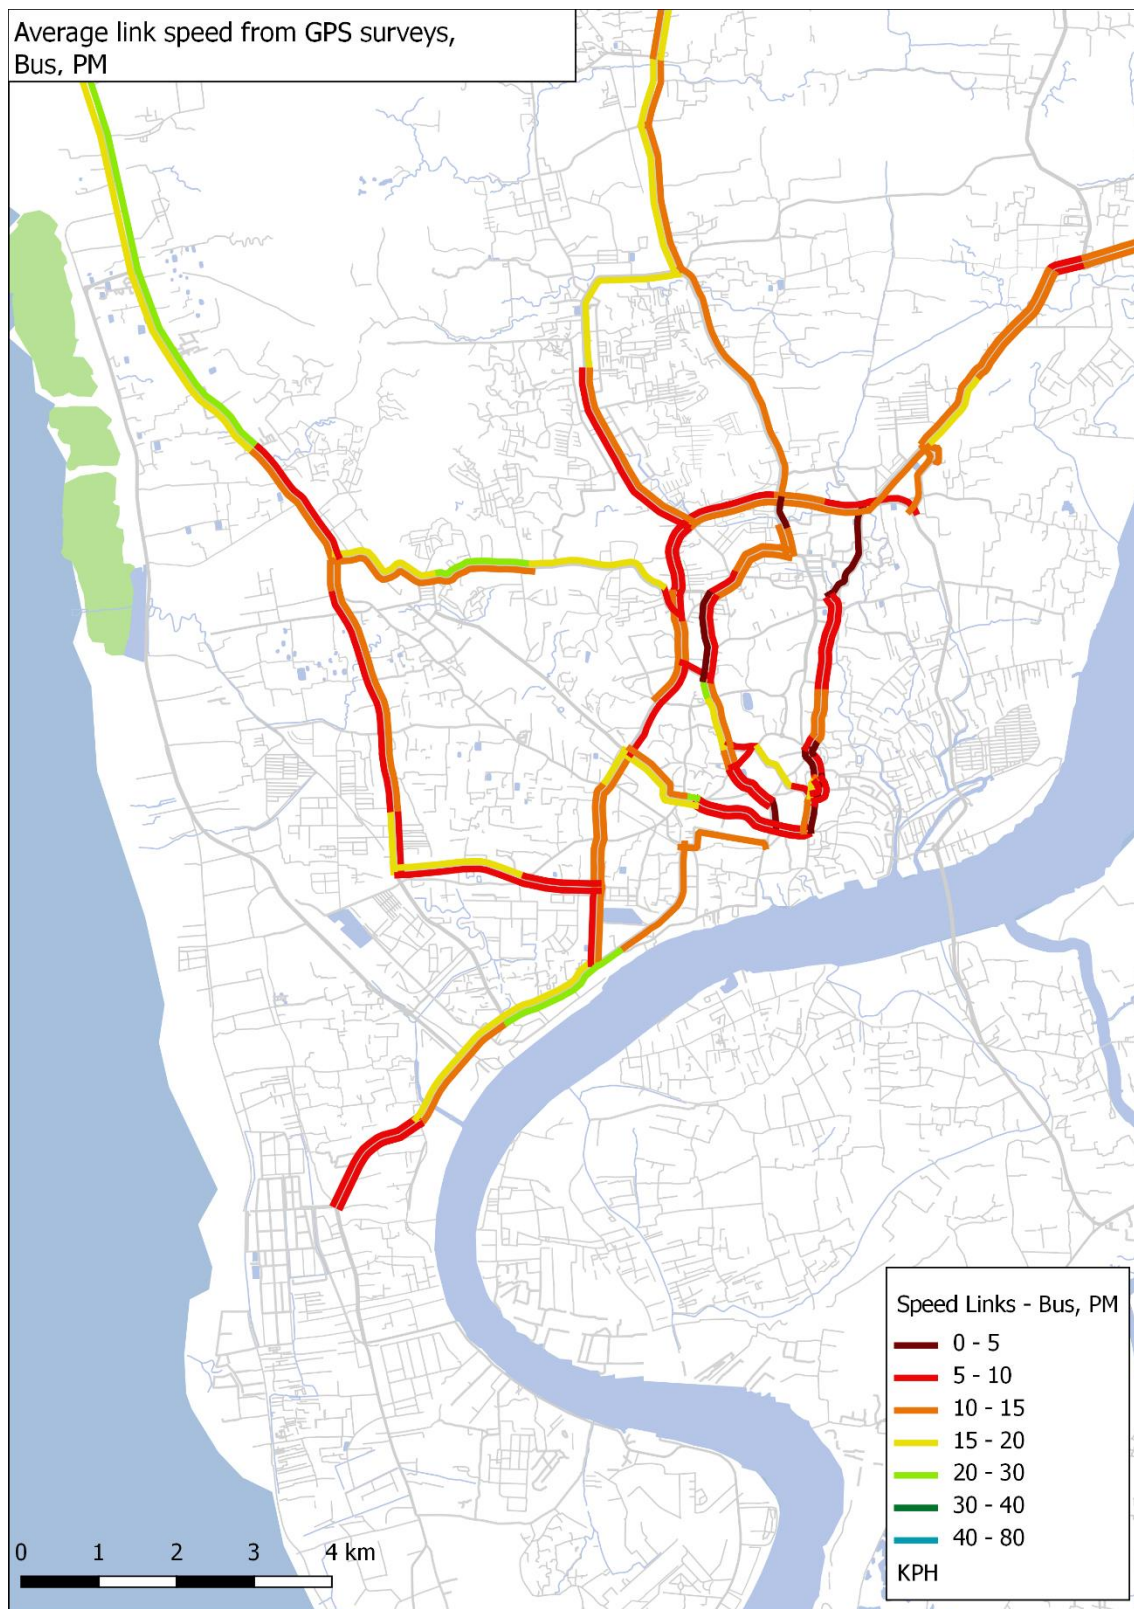 Average link speed from GPS surveys,
Bus, PM
Speed Links - Bus, PM
0 - 5
5 - 10
10 - 15
15 - 20
20 - 30
30 - 40
40 - 80
KPH
0 1 2 3 4 km